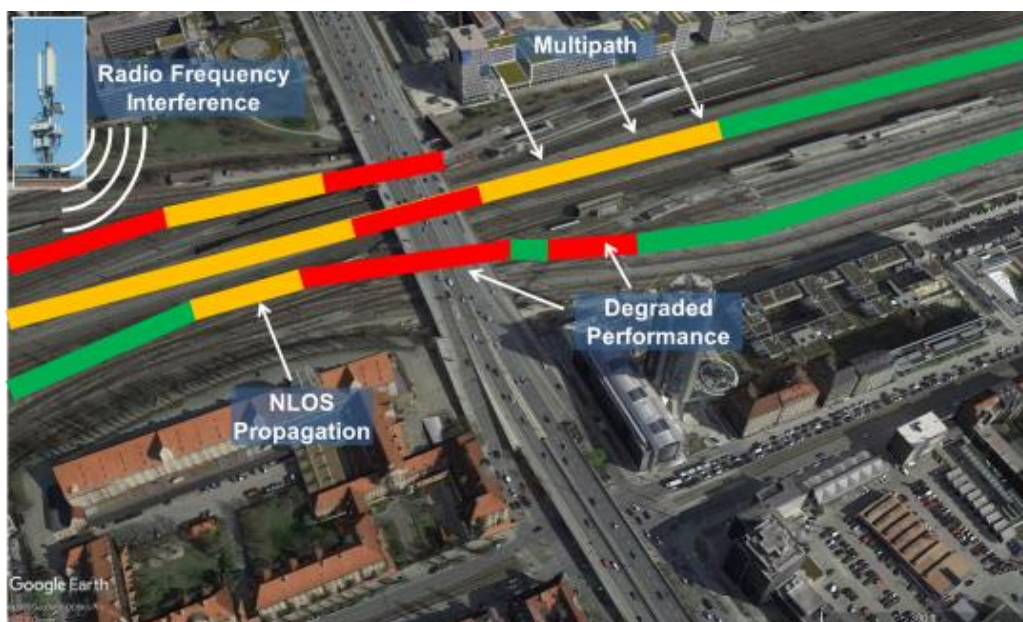 Radio Frequency
Interference
Multipath
Degraded
Performance
NLOS
Propagation
Google Earth